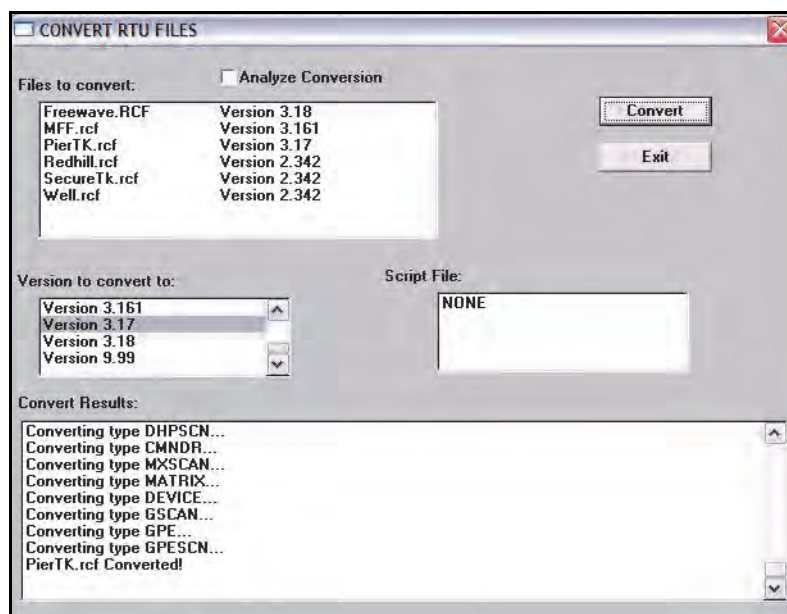 CONVERT RTU FILES
Files to convert:
Analyze Conversion
Freewave.RCF Version 3.18
MFF.rcf Version 3.161
PierTK.rcf Version 3.17
Redhill.rcf Version 2.342
SecureTk.rcf Version 2.342
Well.rcf Version 2.342
Convert
Exit
Version to convert to:
Version 3.161
Version 3.17
Version 3.18
Version 9.99
Script File:
NONE
Convert Results:
Converting type DHPSCN...
Converting type CMNDR...
Converting type MXSCAN...
Converting type MATRIX...
Converting type DEVICE...
Converting type GSCAN...
Converting type GPE...
Converting type GPESCN...
PierTK.rcf Converted!